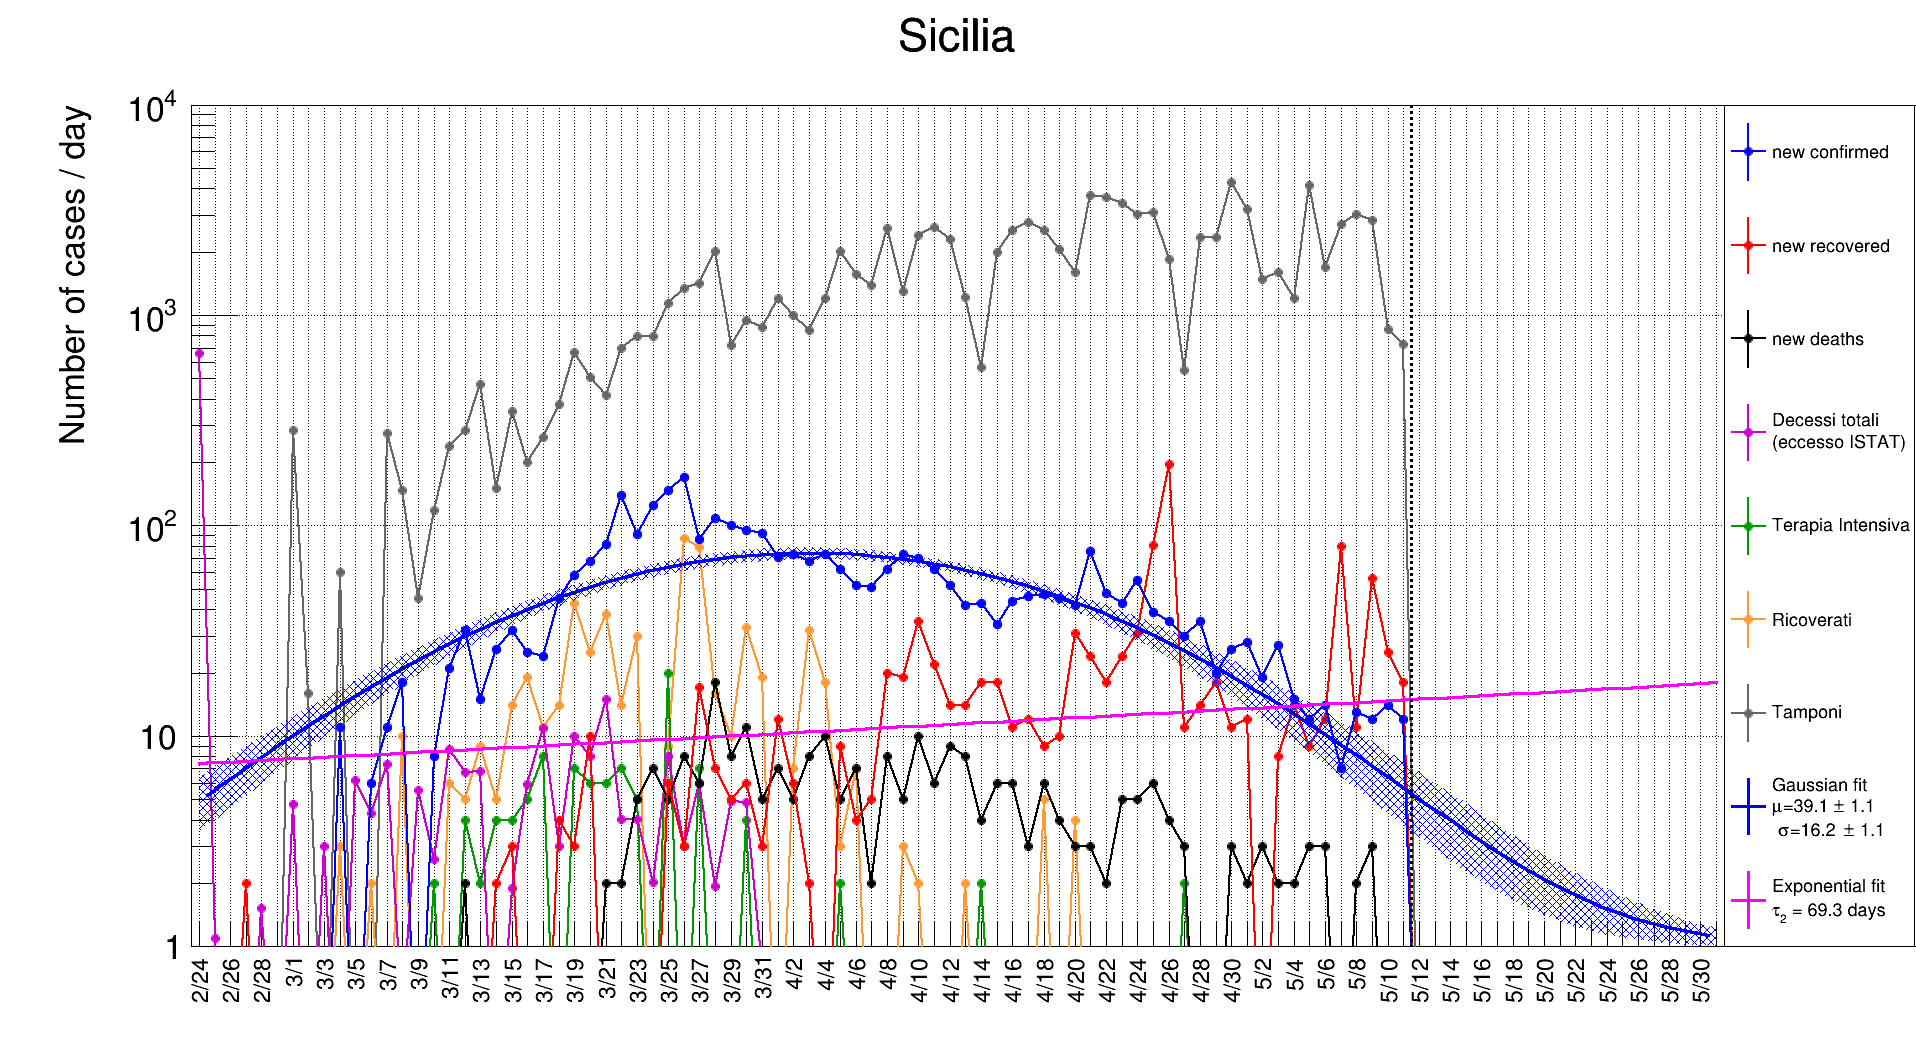 Sicilia
Number of cases / day
10⁴
10³
10²
10
1
2/24 2/26 2/28 3/1 3/3 3/5 3/7 3/9 3/11 3/13 3/15 3/17 3/19 3/21 3/23 3/25 3/27 3/29 3/31 4/2 4/4 4/6 4/8 4/10 4/12 4/14 4/16 4/18 4/20 4/22 4/24 4/26 4/28 4/30 5/2 5/4 5/6 5/8 5/10 5/12 5/14 5/16 5/18 5/20 5/22 5/24 5/26 5/28 5/30
new confirmed
new recovered
new deaths
Decessi totali
(eccesso ISTAT)
Terapia Intensiva
Ricoverati
Tamponi
Gaussian fit
μ=39.1 ± 1.1
σ=16.2 ± 1.1
Exponential fit
τ₂ = 69.3 days